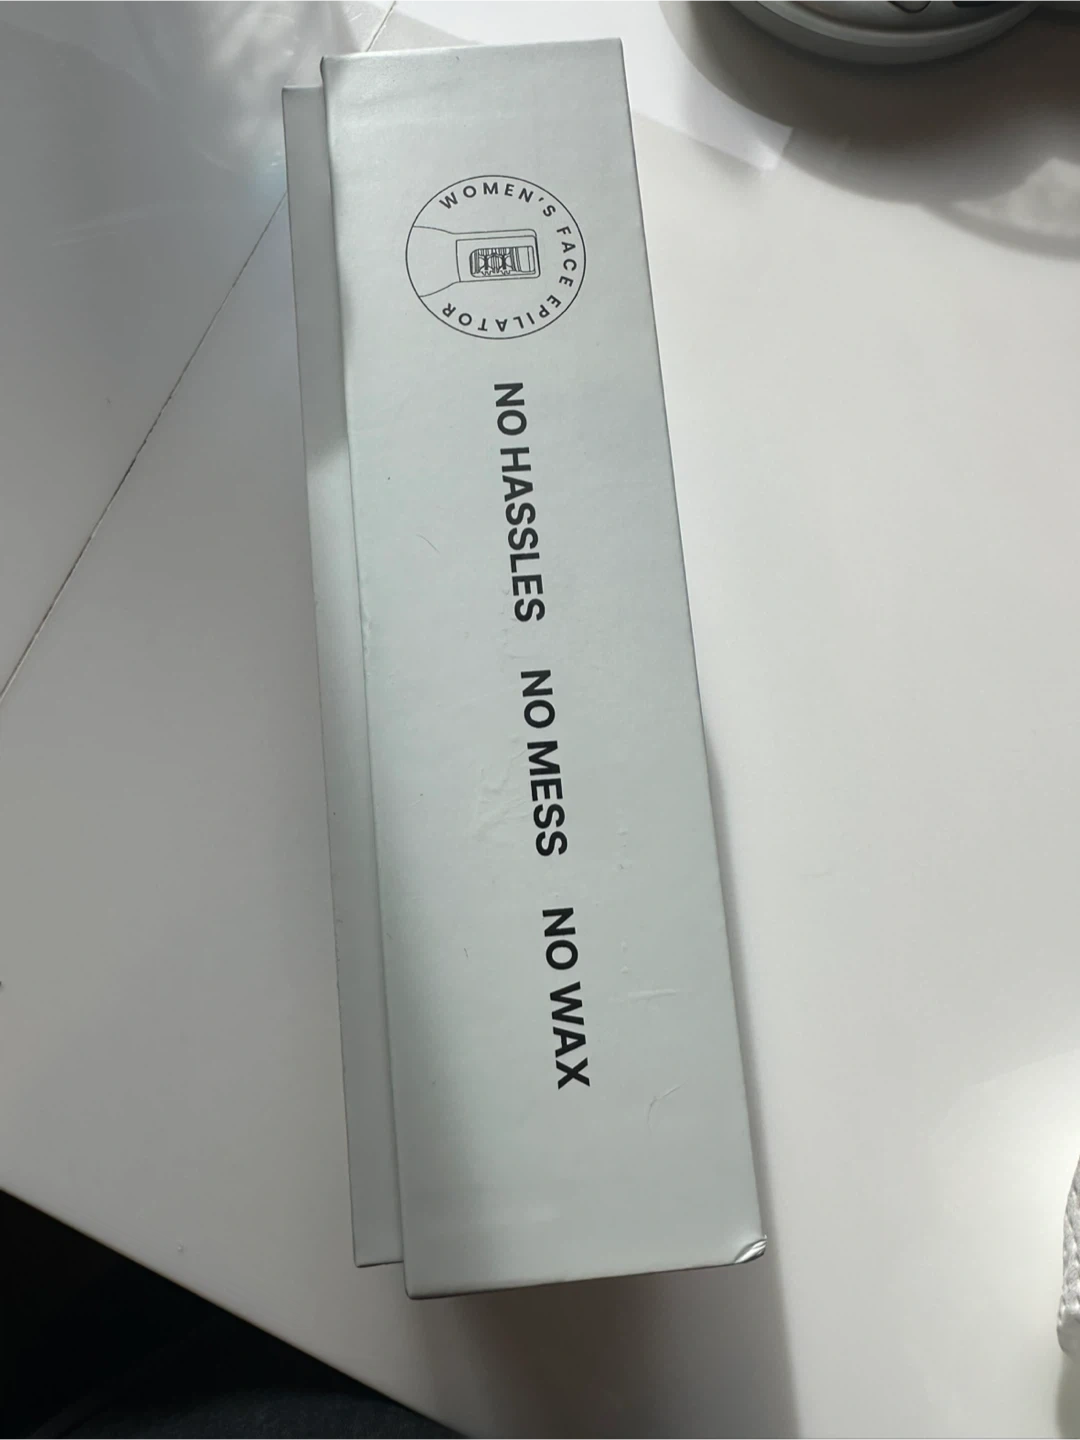 WOMEN'S FACE EPILATOR
NO HASSLES NO MESS NO WAX